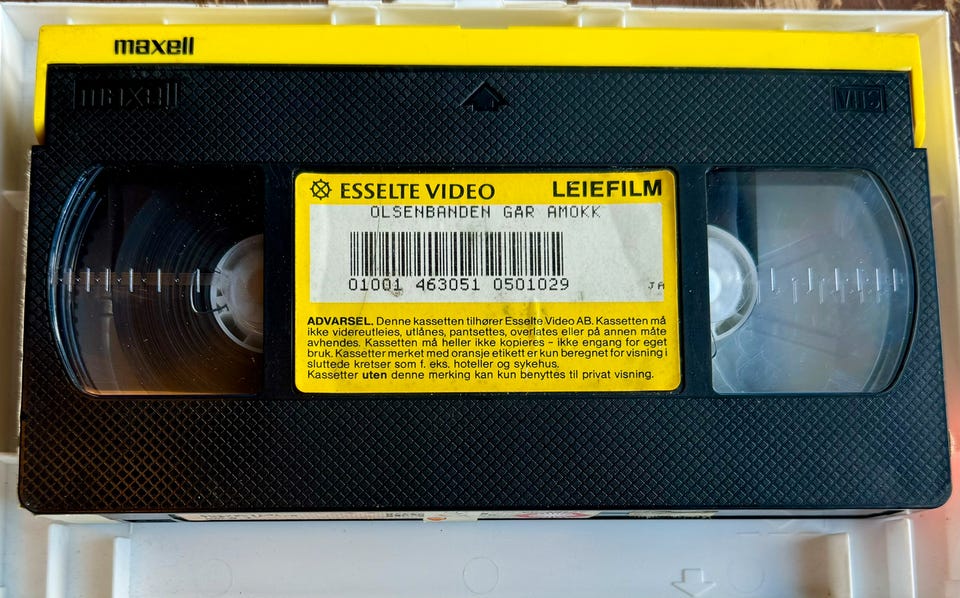 maxell
maxell
VHS
ESSELTE VIDEO LEIEFILM
OLSENBANDEN GÅR AMOKK
01001 463051 0501029 JA
ADVARSEL. Denne kassetten tilhører Esselte Video AB. Kassetten må
ikke videreutleies, utlånes, pantsettes, overlates eller på annen måte
avhendes. Kassetten må heller ikke kopieres – ikke engang for eget
bruk. Kassetter merket med oransje etikett er kun beregnet for visning i
sluttede kretser som f. eks. hoteller og sykehus.
Kassetter uten denne merking kan kun benyttes til privat visning.